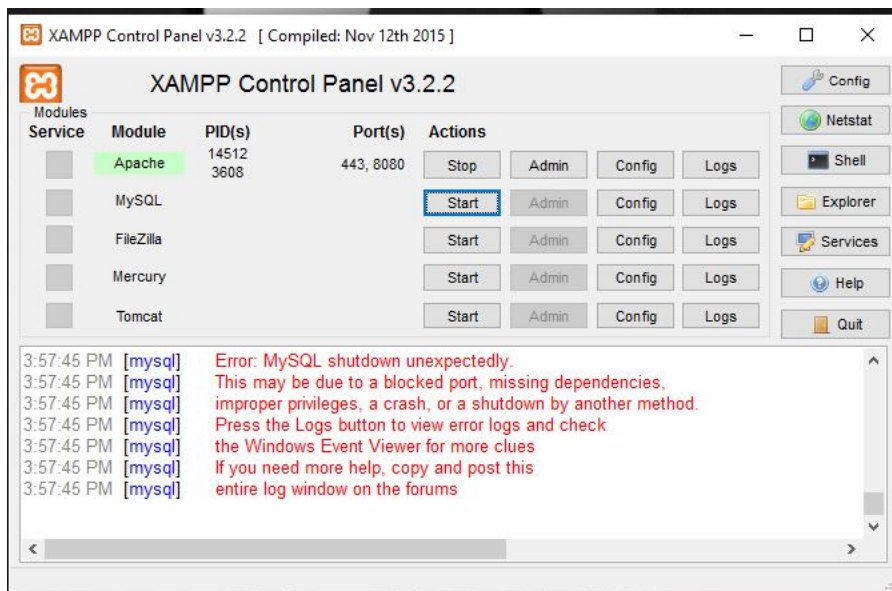 XAMPP Control Panel v3.2.2 [ Compiled: Nov 12th 2015 ]
XAMPP Control Panel v3.2.2
Config
Modules
Netstat
Service Module PID(s) Port(s) Actions
Apache 14512 3608 443, 8080 Stop Admin Config Logs
Shell
MySQL Start Admin Config Logs
Explorer
FileZilla Start Admin Config Logs
Services
Mercury Start Admin Config Logs
Help
Tomcat Start Admin Config Logs
Quit
3:57:45 PM [mysql] Error: MySQL shutdown unexpectedly.
3:57:45 PM [mysql] This may be due to a blocked port, missing dependencies,
3:57:45 PM [mysql] improper privileges, a crash, or a shutdown by another method.
3:57:45 PM [mysql] Press the Logs button to view error logs and check
3:57:45 PM [mysql] the Windows Event Viewer for more clues
3:57:45 PM [mysql] If you need more help, copy and post this
3:57:45 PM [mysql] entire log window on the forums